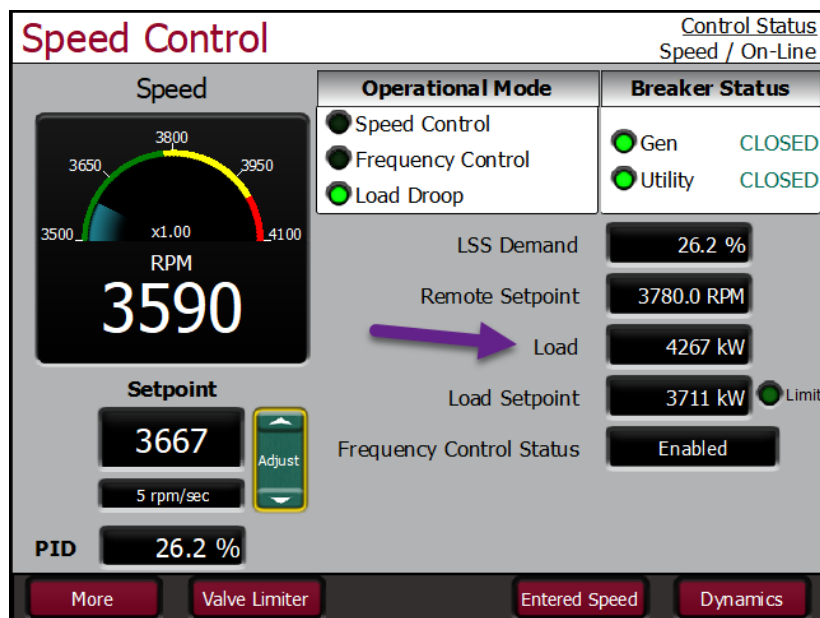 Speed Control
Control Status
Speed / On-Line
Speed
3500
3650
3800
3950
4100
x1.00
RPM
3590
Setpoint
3667
5 rpm/sec
Adjust
PID
26.2 %
Operational Mode
Speed Control
Frequency Control
Load Droop
Breaker Status
Gen CLOSED
Utility CLOSED
LSS Demand 26.2 %
Remote Setpoint 3780.0 RPM
Load 4267 kW
Load Setpoint 3711 kW Limit
Frequency Control Status Enabled
More
Valve Limiter
Entered Speed
Dynamics